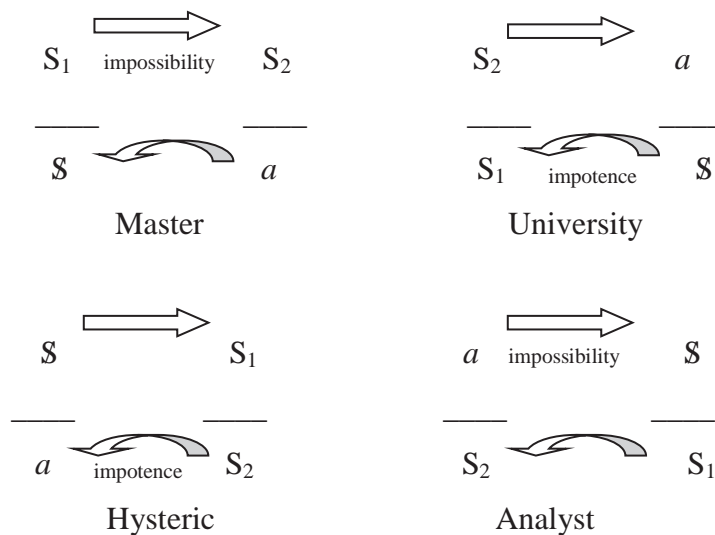 S₁ impossibility S₂
$ a
Master
S₂ a
S₁ impotence $
University
$ S₁
a impotence S₂
Hysteric
a impossibility $
S₂ S₁
Analyst